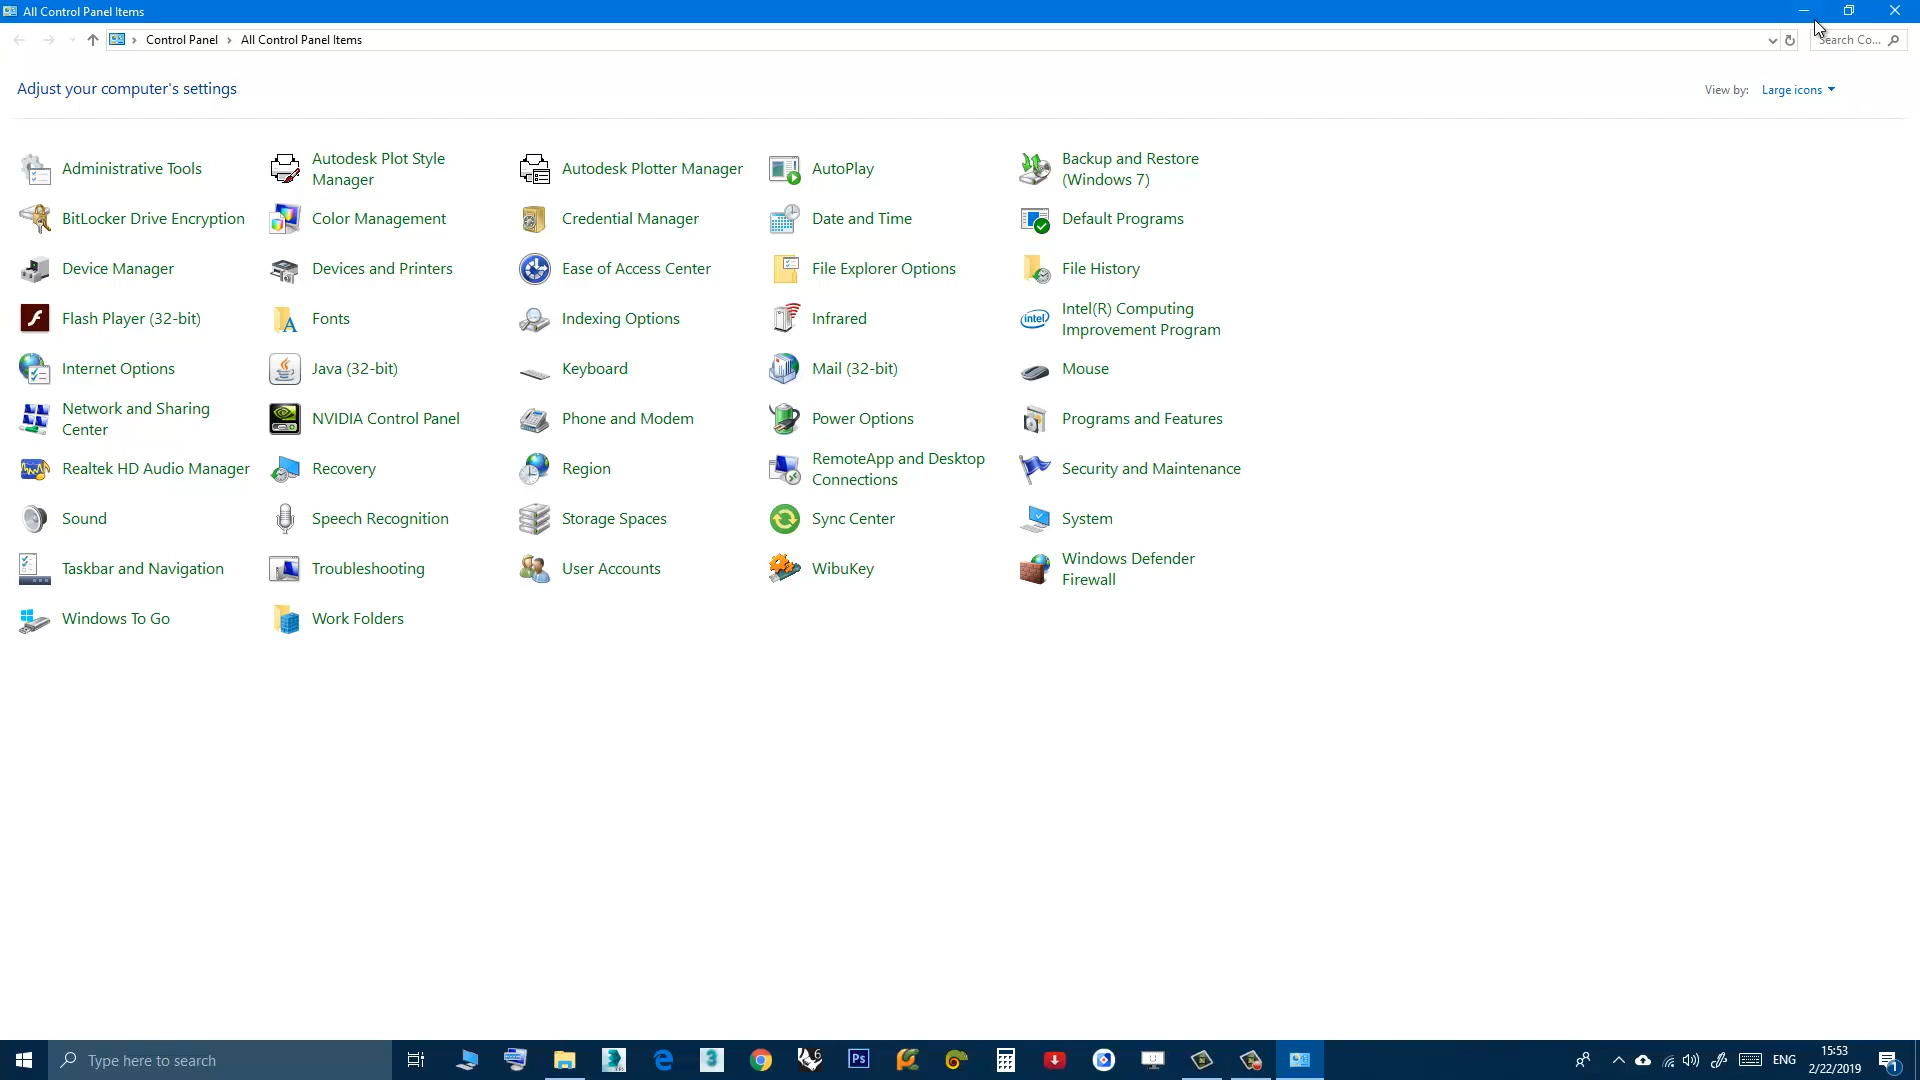 All Control Panel Items
Control Panel > All Control Panel Items
Search Co...
Adjust your computer's settings
View by: Large icons
Administrative Tools
Autodesk Plot Style
Manager
Autodesk Plotter Manager
AutoPlay
Backup and Restore
(Windows 7)
BitLocker Drive Encryption
Color Management
Credential Manager
Date and Time
Default Programs
Device Manager
Devices and Printers
Ease of Access Center
File Explorer Options
File History
Flash Player (32-bit)
Fonts
Indexing Options
Infrared
intel
Intel(R) Computing
Improvement Program
Internet Options
Java (32-bit)
Keyboard
Mail (32-bit)
Mouse
Network and Sharing
Center
NVIDIA Control Panel
Phone and Modem
Power Options
Programs and Features
Realtek HD Audio Manager
Recovery
Region
RemoteApp and Desktop
Connections
Security and Maintenance
Sound
Speech Recognition
Storage Spaces
Sync Center
System
Taskbar and Navigation
Troubleshooting
User Accounts
WibuKey
Windows Defender
Firewall
Windows To Go
Work Folders
Type here to search
3
6
Ps
ENG
15:53
2/22/2019
1